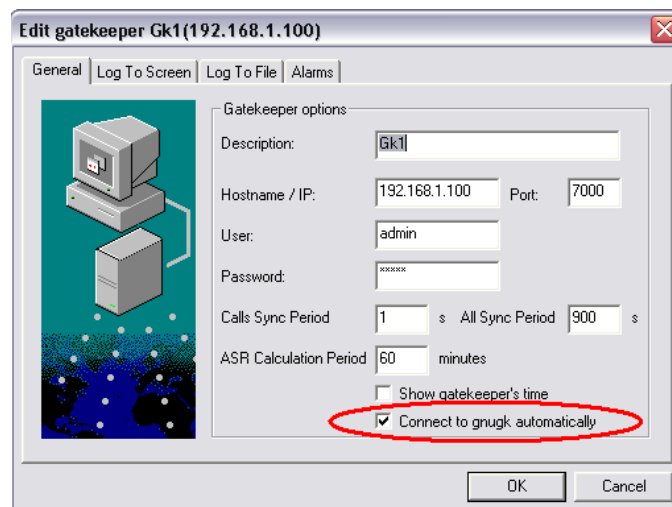 Edit gatekeeper Gk1(192.168.1.100)
General Log To Screen Log To File Alarms
Gatekeeper options
Description: Gk1
Hostname / IP: 192.168.1.100 Port: 7000
User: admin
Password: xxxxx
Calls Sync Period 1 s All Sync Period 900 s
ASR Calculation Period 60 minutes
Show gatekeeper's time
Connect to gnugk automatically
OK Cancel